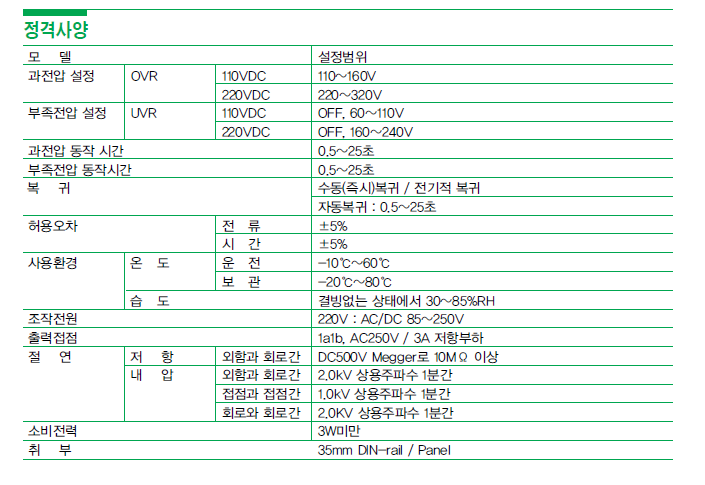 정격사양
모 델 설정범위
과전압 설정 OVR 110VDC 110~160V
220VDC 220~320V
부족전압 설정 UVR 110VDC OFF, 60~110V
220VDC OFF, 160~240V
과전압 동작 시간 0.5~25초
부족전압 동작시간 0.5~25초
복 귀 수동(즉시)복귀 / 전기적 복귀
자동복귀 : 0.5~25초
허용오차 전 류 ±5%
시 간 ±5%
사용환경 온 도 운 전 -10℃~60℃
보 관 -20℃~80℃
습 도 결빙없는 상태에서 30~85%RH
조작전원 220V : AC/DC 85~250V
출력접점 1a1b, AC250V / 3A 저항부하
절 연 저 항 외함과 회로간 DC500V Megger로 10MΩ 이상
내 압 외함과 회로간 2.0kV 상용주파수 1분간
접점과 접점간 1.0kV 상용주파수 1분간
회로와 회로간 2.0KV 상용주파수 1분간
소비전력 3W미만
취 부 35mm DIN-rail / Panel